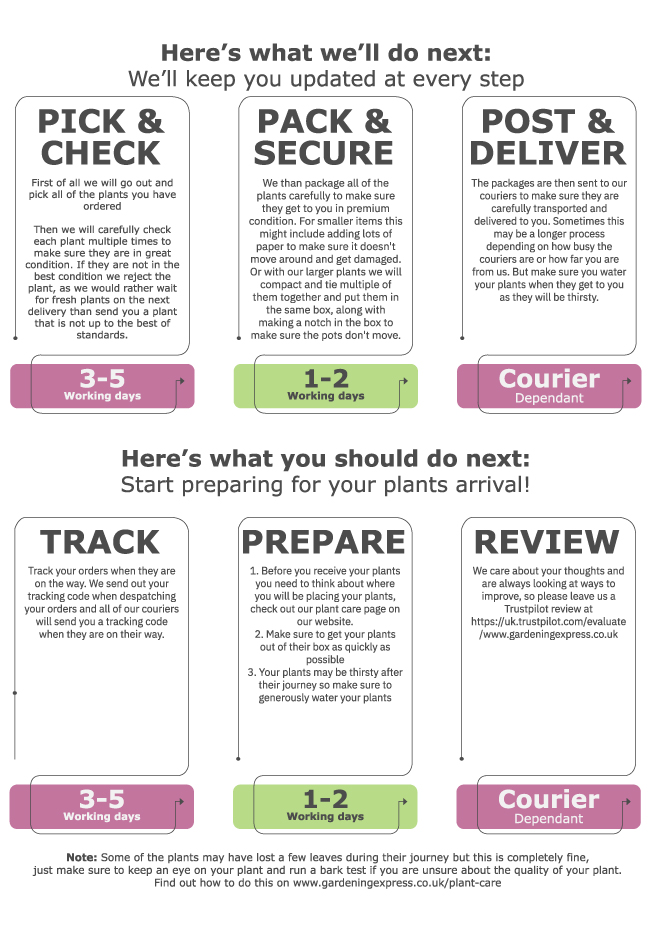 Here's what we'll do next:
We'll keep you updated at every step
PICK &
CHECK
First of all we will go out and
pick all of the plants you have
ordered
Then we will carefully check
each plant multiple times to
make sure they are in great
condition. If they are not in the
best condition we reject the
plant, as we would rather wait
for fresh plants on the next
delivery than send you a plant
that is not up to the best of
standards.
3-5
Working days
PACK &
SECURE
We than package all of the
plants carefully to make sure
they get to you in premium
condition. For smaller items this
might include adding lots of
paper to make sure it doesn't
move around and get damaged.
Or with our larger plants we will
compact and tie multiple of
them together and put them in
the same box, along with
making a notch in the box to
make sure the pots don't move.
1-2
Working days
POST &
DELIVER
The packages are then sent to our
couriers to make sure they are
carefully transported and
delivered to you. Sometimes this
may be a longer process
depending on how busy the
couriers are or how far you are
from us. But make sure you water
your plants when they get to you
as they will be thirsty.
Courier
Dependant
Here's what you should do next:
Start preparing for your plants arrival!
TRACK
Track your orders when they are
on the way. We send out your
tracking code when despatching
your orders and all of our couriers
will send you a tracking code
when they are on their way.
3-5
Working days
PREPARE
1. Before you receive your plants
you need to think about where
you will be placing your plants,
check out our plant care page on
our website.
2. Make sure to get your plants
out of their box as quickly as
possible
3. Your plants may be thirsty after
their journey so make sure to
generously water your plants
1-2
Working days
REVIEW
We care about your thoughts and
are always looking at ways to
improve, so please leave us a
Trustpilot review at
https://uk.trustpilot.com/evaluate
/www.gardeningexpress.co.uk
Courier
Dependant
Note: Some of the plants may have lost a few leaves during their journey but this is completely fine,
just make sure to keep an eye on your plant and run a bark test if you are unsure about the quality of your plant.
Find out how to do this on www.gardeningexpress.co.uk/plant-care